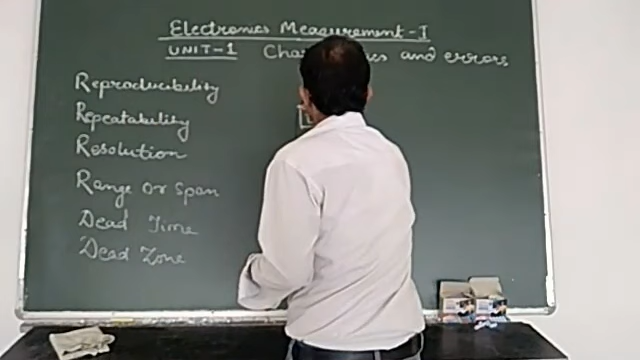 Electronics Measurement-I
UNIT-1 and errors
Reproducibility
Repeatability
Resolution
Range or Span
Dead Time
Dead Zone